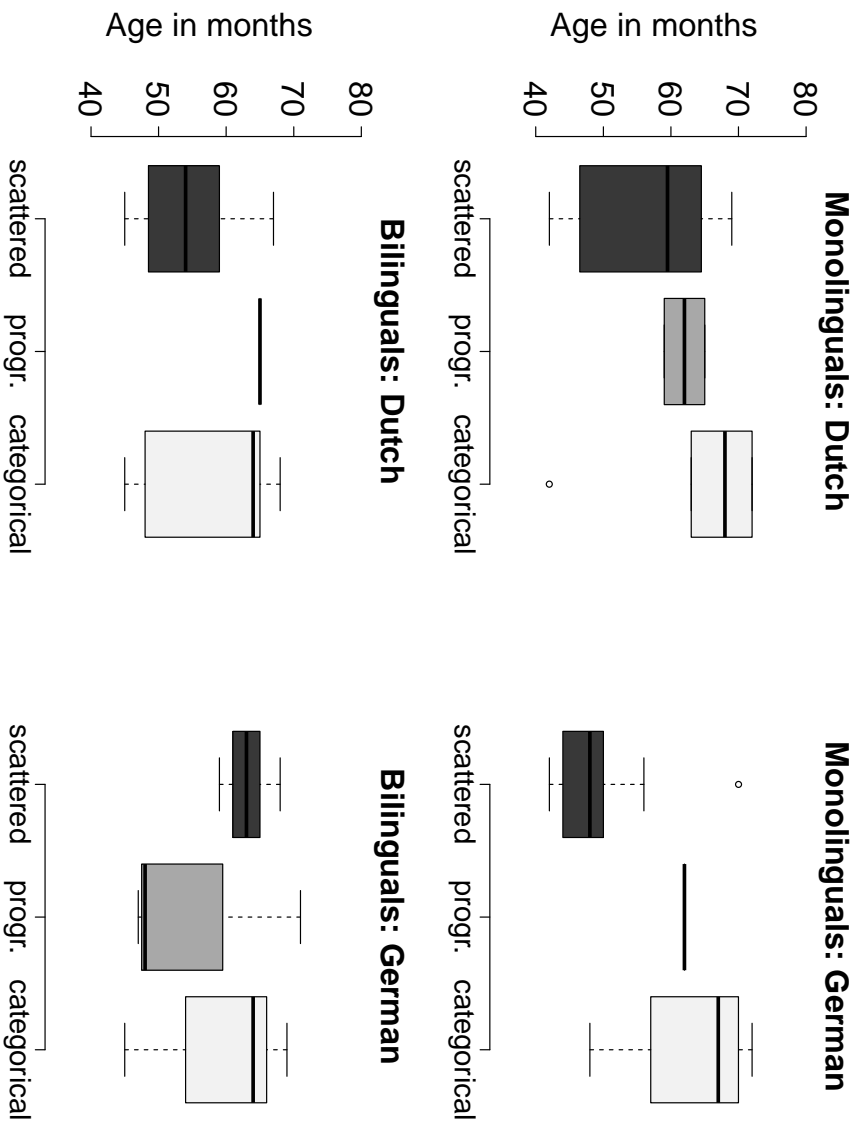 Monolinguals: Dutch
Age in months
80
70
60
50
40
scattered progr. categorical
Monolinguals: German
scattered progr. categorical
Bilinguals: Dutch
Age in months
80
70
60
50
40
scattered progr. categorical
Bilinguals: German
scattered progr. categorical